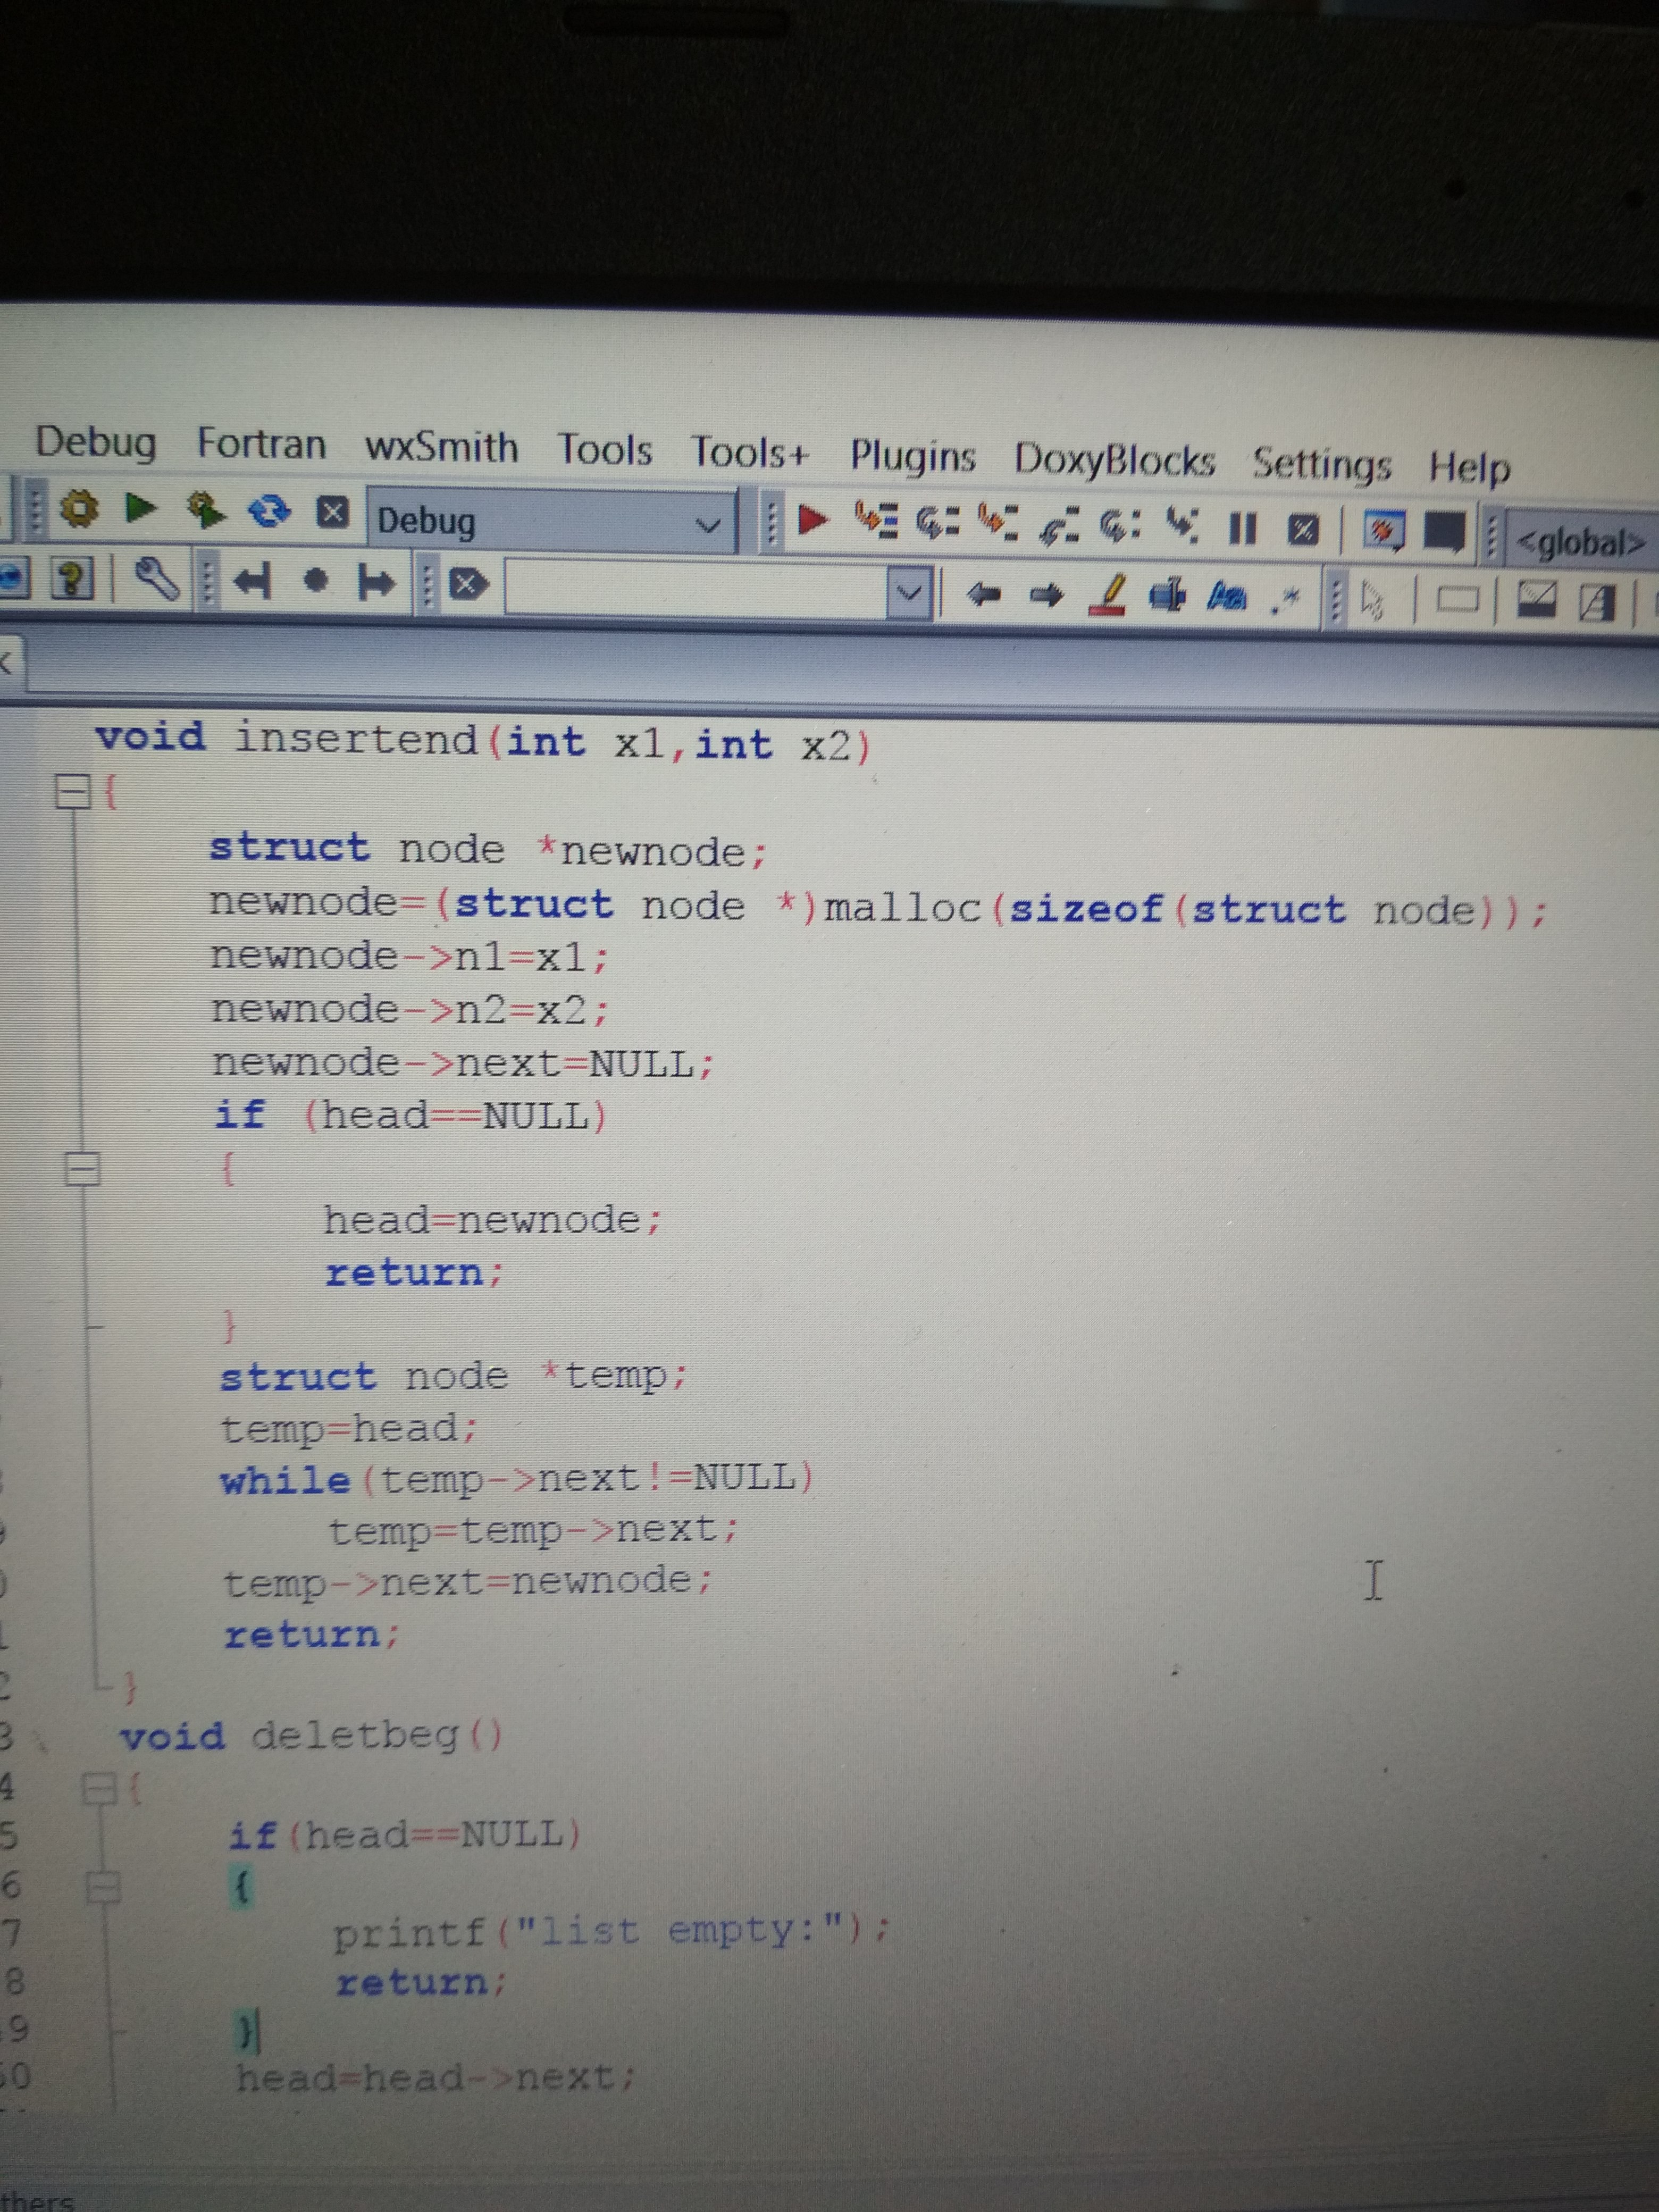 Debug Fortran wxSmith Tools Tools+ Plugins DoxyBlocks Settings Help
Debug <global>
void insertend(int x1,int x2)
{
struct node *newnode;
newnode=(struct node *)malloc(sizeof(struct node));
newnode->n1=x1;
newnode->n2=x2;
newnode->next=NULL;
if (head==NULL)
{
head=newnode;
return;
}
struct node *temp;
temp=head;
while(temp->next!=NULL)
temp=temp->next;
temp->next=newnode;
return;
2 }
3 void deletbeg()
4 {
5 if(head==NULL)
6 {
7 printf("list empty:");
8 return;
9 }
0 head=head->next;
thers